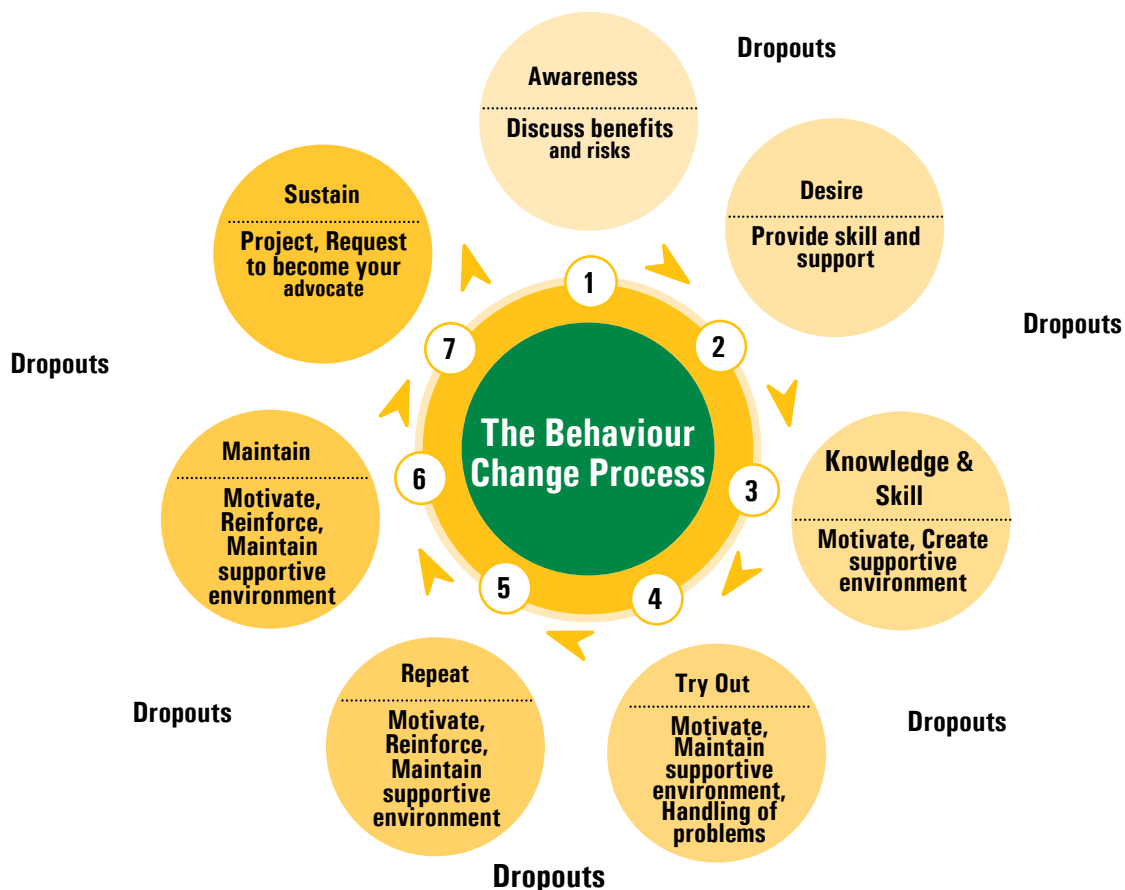 The Behaviour
Change Process
1
Awareness
Discuss benefits
and risks
Dropouts
2
Desire
Provide skill and
support
Dropouts
3
Knowledge &
Skill
Motivate, Create
supportive
environment
Dropouts
4
Try Out
Motivate,
Maintain
supportive
environment,
Handling of
problems
Dropouts
5
Repeat
Motivate,
Reinforce,
Maintain
supportive
environment
Dropouts
6
Maintain
Motivate,
Reinforce,
Maintain
supportive
environment
Dropouts
7
Sustain
Project, Request
to become your
advocate